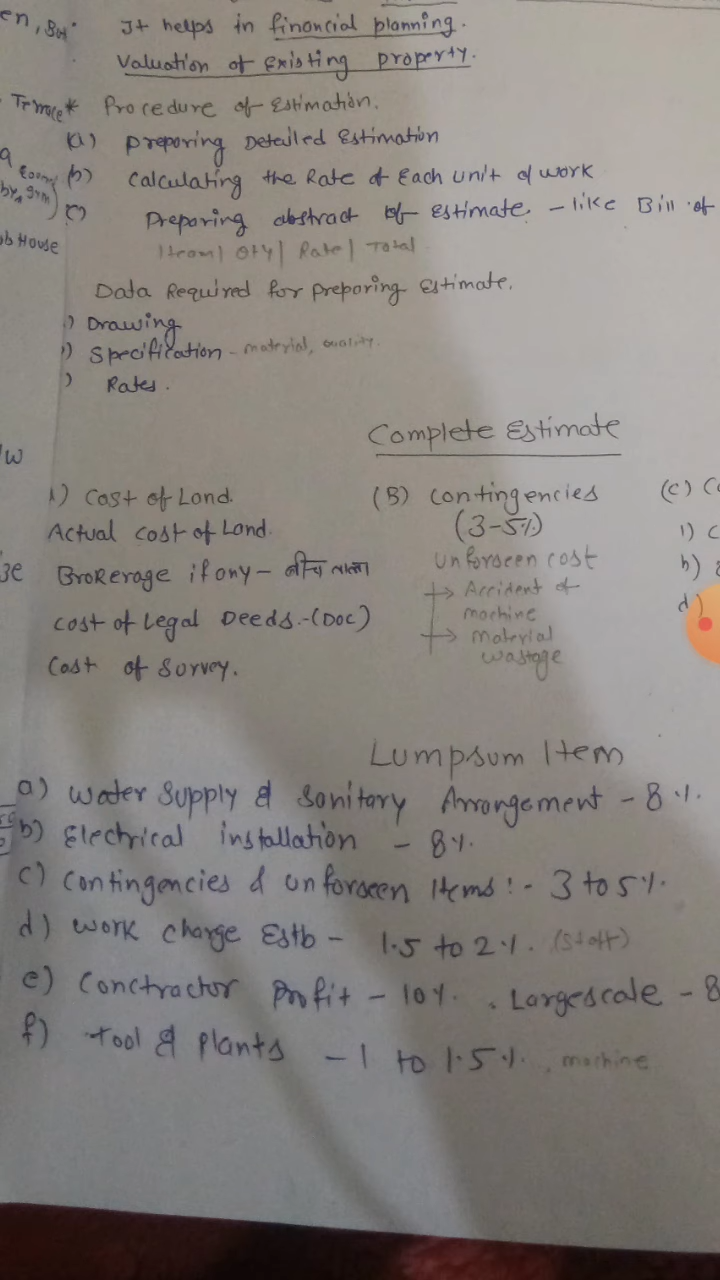 It helps in financial planning.
Valuation of Existing property.
* Procedure of Estimation.
(a) preparing Detailed Estimation
(b) Calculating the Rate of Each unit of work
(c) Preparing abstract of estimate. - like Bill of
Item | Qty | Rate | Total
ob House
Data Required for preparing Estimate.
Drawing
Specification - material, quality.
Rates.
Complete Estimate
1) Cost of Land.
Actual cost of Land.
Brokerage if any - बीच वाला
Cost of Legal Deeds. - (Doc)
Cost of Survey.
(B) Contingencies
(3-5%)
Unforseen cost
→ Accident of
machine
→ material
wastage
(c) C
1) C
b)
d)
Lumpsum Item
a) Water Supply & Sanitary Arrangement - 8%.
b) Electrical installation - 8%
c) Contingencies & unforseen Items :- 3 to 5%.
d) Work Charge Estb - 1.5 to 2%. (Staff)
e) Conctractor Profit - 10%. Largescale - 8
f) Tool & Plants - 1 to 1.5%. machine